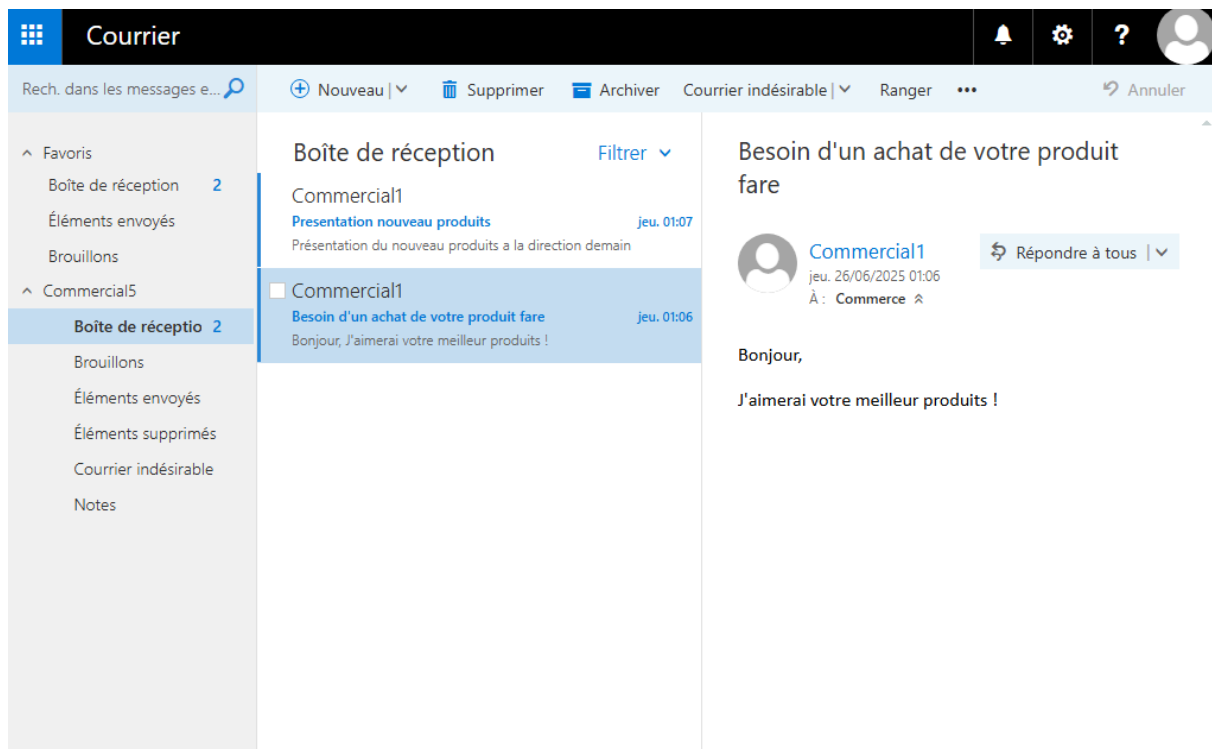 Courrier
?
Rech. dans les messages e...
Nouveau
Supprimer
Archiver
Courrier indésirable
Ranger
•••
Annuler
Favoris
Boîte de réception 2
Éléments envoyés
Brouillons
Commercial5
Boîte de réceptio 2
Brouillons
Éléments envoyés
Éléments supprimés
Courrier indésirable
Notes
Boîte de réception
Filtrer
Commercial1
Presentation nouveau produits jeu. 01:07
Présentation du nouveau produits a la direction demain
Commercial1
Besoin d'un achat de votre produit fare jeu. 01:06
Bonjour, J'aimerai votre meilleur produits !
Besoin d'un achat de votre produit
fare
Commercial1
jeu. 26/06/2025 01:06
À : Commerce
Répondre à tous
Bonjour,
J'aimerai votre meilleur produits !